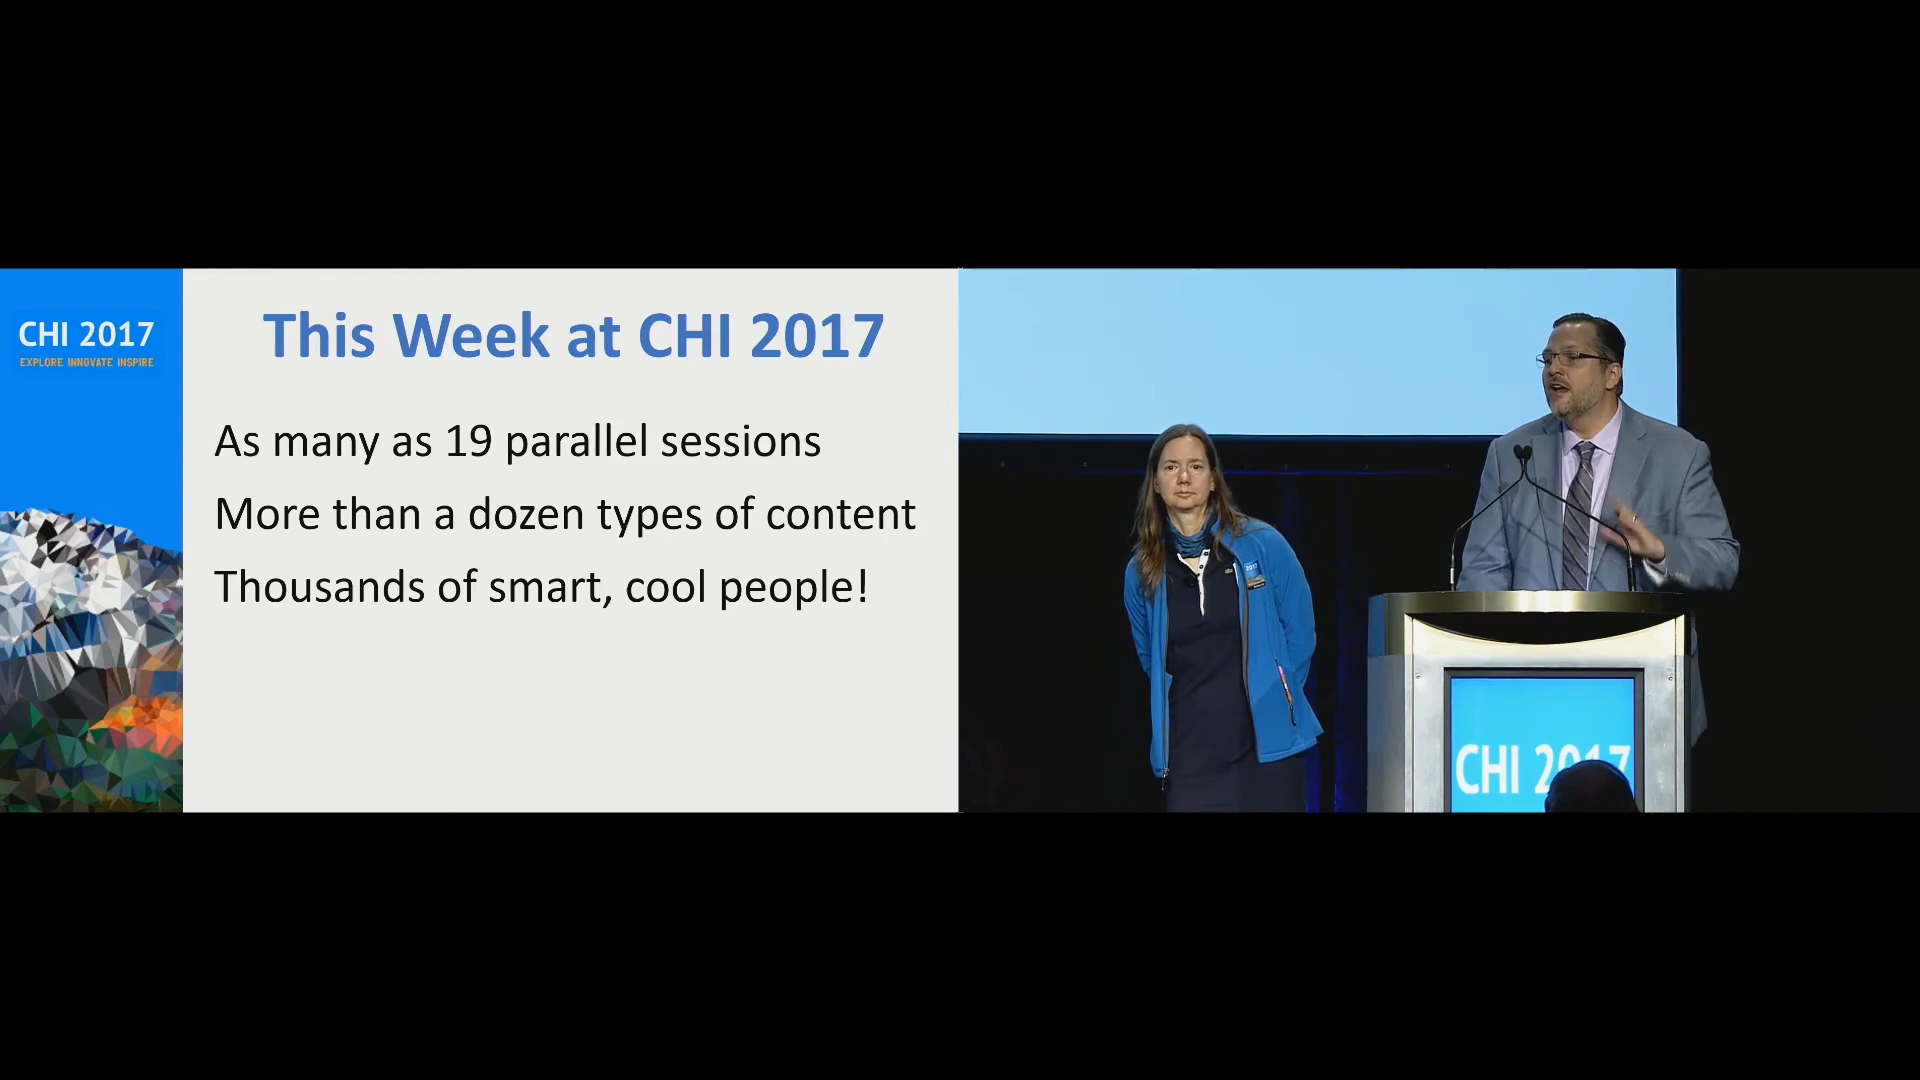 CHI 2017
EXPLORE INNOVATE INSPIRE
This Week at CHI 2017
As many as 19 parallel sessions
More than a dozen types of content
Thousands of smart, cool people!
2017
CHI 2017